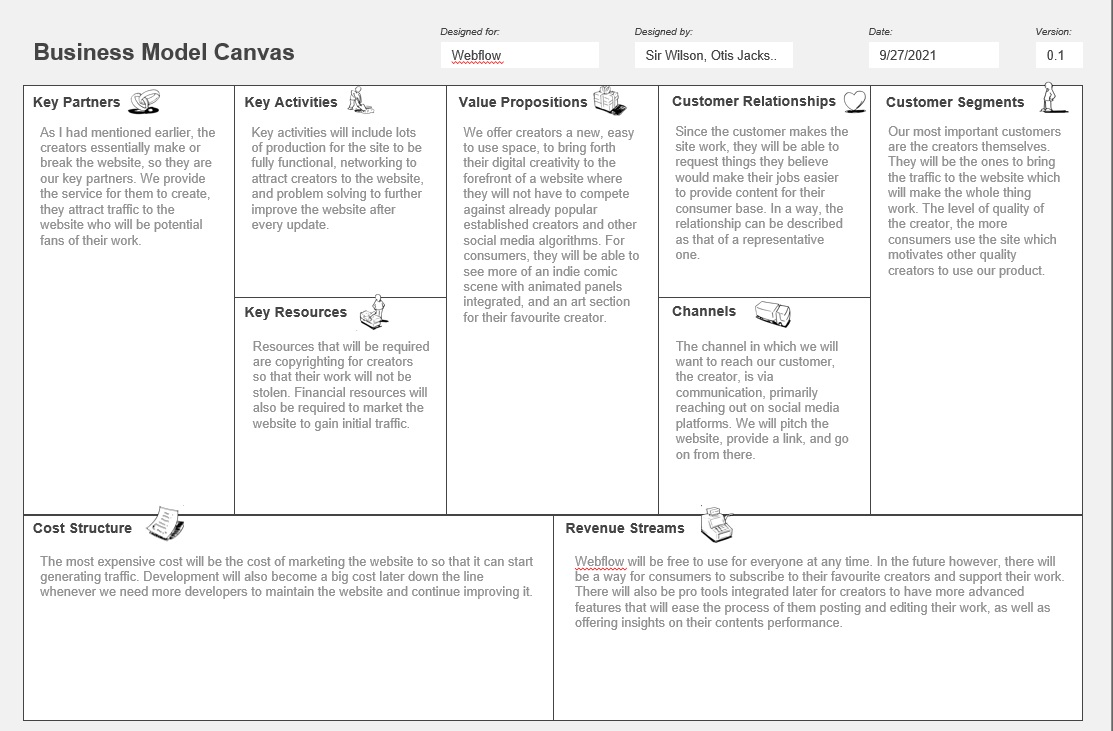 Business Model Canvas
Designed for:
Webflow
Designed by:
Sir Wilson, Otis Jacks..
Date:
9/27/2021
Version:
0.1
Key Partners
As I had mentioned earlier, the
creators essentially make or
break the website, so they are
our key partners. We provide
the service for them to create,
they attract traffic to the
website who will be potential
fans of their work.
Key Activities
Key activities will include lots
of production for the site to be
fully functional, networking to
attract creators to the website,
and problem solving to further
improve the website after
every update.
Key Resources
Resources that will be required
are copyrighting for creators
so that their work will not be
stolen. Financial resources will
also be required to market the
website to gain initial traffic.
Value Propositions
We offer creators a new, easy
to use space, to bring forth
their digital creativity to the
forefront of a website where
they will not have to compete
against already popular
established creators and other
social media algorithms. For
consumers, they will be able to
see more of an indie comic
scene with animated panels
integrated, and an art section
for their favourite creator.
Customer Relationships
Since the customer makes the
site work, they will be able to
request things they believe
would make their jobs easier
to provide content for their
consumer base. In a way, the
relationship can be described
as that of a representative
one.
Channels
The channel in which we will
want to reach our customer,
the creator, is via
communication, primarily
reaching out on social media
platforms. We will pitch the
website, provide a link, and go
on from there.
Customer Segments
Our most important customers
are the creators themselves.
They will be the ones to bring
the traffic to the website which
will make the whole thing
work. The level of quality of
the creator, the more
consumers use the site which
motivates other quality
creators to use our product.
Cost Structure
The most expensive cost will be the cost of marketing the website to so that it can start
generating traffic. Development will also become a big cost later down the line
whenever we need more developers to maintain the website and continue improving it.
Revenue Streams
Webflow will be free to use for everyone at any time. In the future however, there will
be a way for consumers to subscribe to their favourite creators and support their work.
There will also be pro tools integrated later for creators to have more advanced
features that will ease the process of them posting and editing their work, as well as
offering insights on their contents performance.